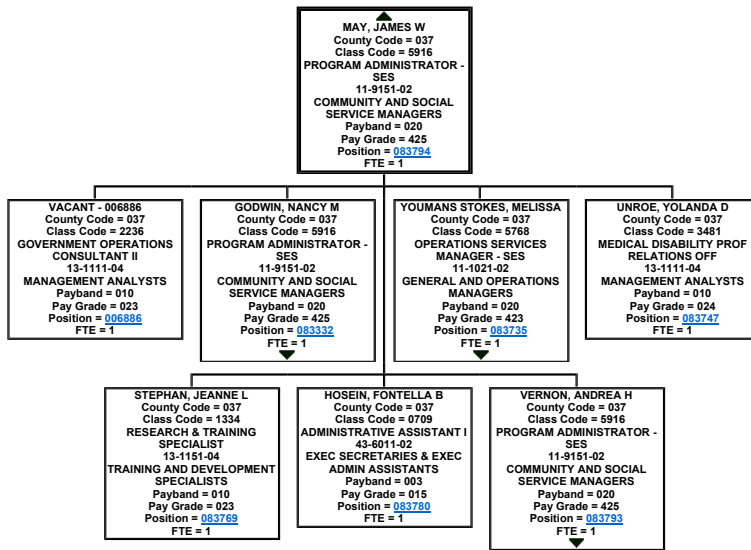 MAY, JAMES W
County Code = 037
Class Code = 5916
PROGRAM ADMINISTRATOR -
SES
11-9151-02
COMMUNITY AND SOCIAL
SERVICE MANAGERS
Payband = 020
Pay Grade = 425
Position = 083794
FTE = 1
VACANT - 006886
County Code = 037
Class Code = 2236
GOVERNMENT OPERATIONS
CONSULTANT II
13-1111-04
MANAGEMENT ANALYSTS
Payband = 010
Pay Grade = 023
Position = 006886
FTE = 1
GODWIN, NANCY M
County Code = 037
Class Code = 5916
PROGRAM ADMINISTRATOR -
SES
11-9151-02
COMMUNITY AND SOCIAL
SERVICE MANAGERS
Payband = 020
Pay Grade = 425
Position = 083332
FTE = 1
YOUMANS STOKES, MELISSA
County Code = 037
Class Code = 5768
OPERATIONS SERVICES
MANAGER - SES
11-1021-02
GENERAL AND OPERATIONS
MANAGERS
Payband = 020
Pay Grade = 423
Position = 083735
FTE = 1
UNROE, YOLANDA D
County Code = 037
Class Code = 3481
MEDICAL DISABILITY PROF
RELATIONS OFF
13-1111-04
MANAGEMENT ANALYSTS
Payband = 010
Pay Grade = 024
Position = 083747
FTE = 1
STEPHAN, JEANNE L
County Code = 037
Class Code = 1334
RESEARCH & TRAINING
SPECIALIST
13-1151-04
TRAINING AND DEVELOPMENT
SPECIALISTS
Payband = 010
Pay Grade = 023
Position = 083769
FTE = 1
HOSEIN, FONTELLA B
County Code = 037
Class Code = 0709
ADMINISTRATIVE ASSISTANT I
43-6011-02
EXEC SECRETARIES & EXEC
ADMIN ASSISTANTS
Payband = 003
Pay Grade = 015
Position = 083780
FTE = 1
VERNON, ANDREA H
County Code = 037
Class Code = 5916
PROGRAM ADMINISTRATOR -
SES
11-9151-02
COMMUNITY AND SOCIAL
SERVICE MANAGERS
Payband = 020
Pay Grade = 425
Position = 083793
FTE = 1